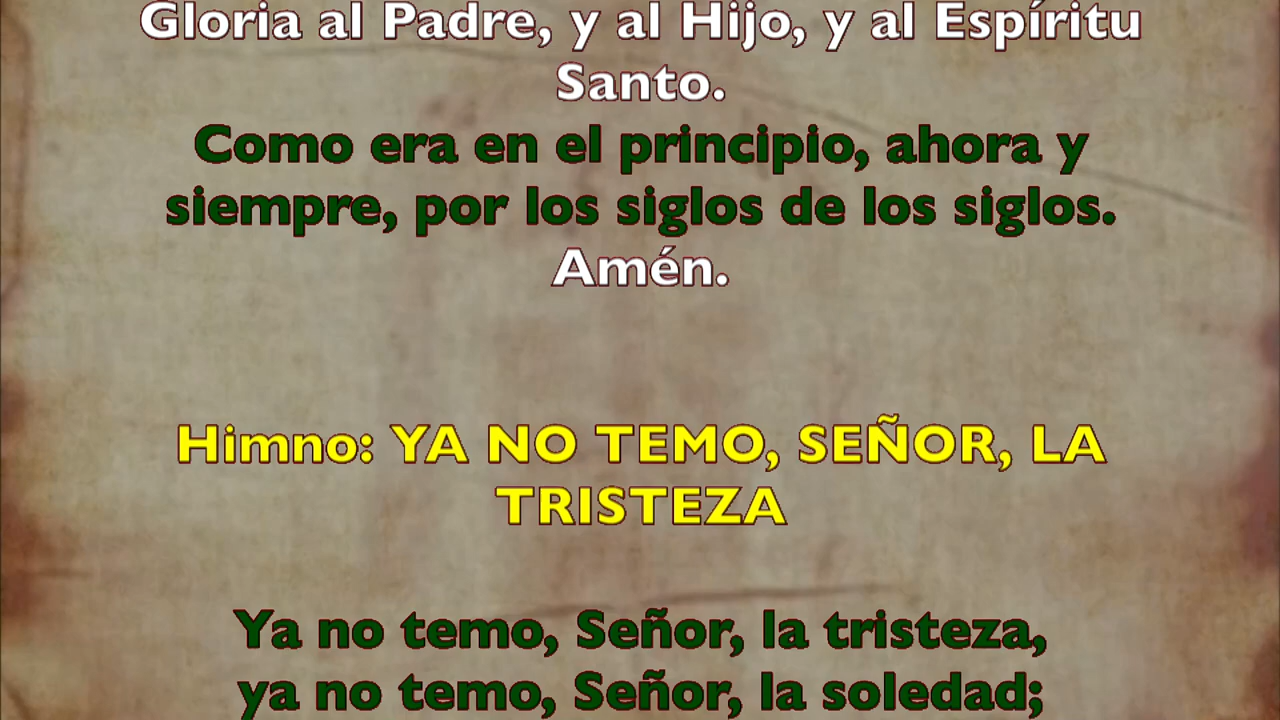 Gloria al Padre, y al Hijo, y al Espíritu
Santo.
Como era en el principio, ahora y
siempre, por los siglos de los siglos.
Amén.
Himno: YA NO TEMO, SEÑOR, LA
TRISTEZA
Ya no temo, Señor, la tristeza,
ya no temo, Señor, la soledad;